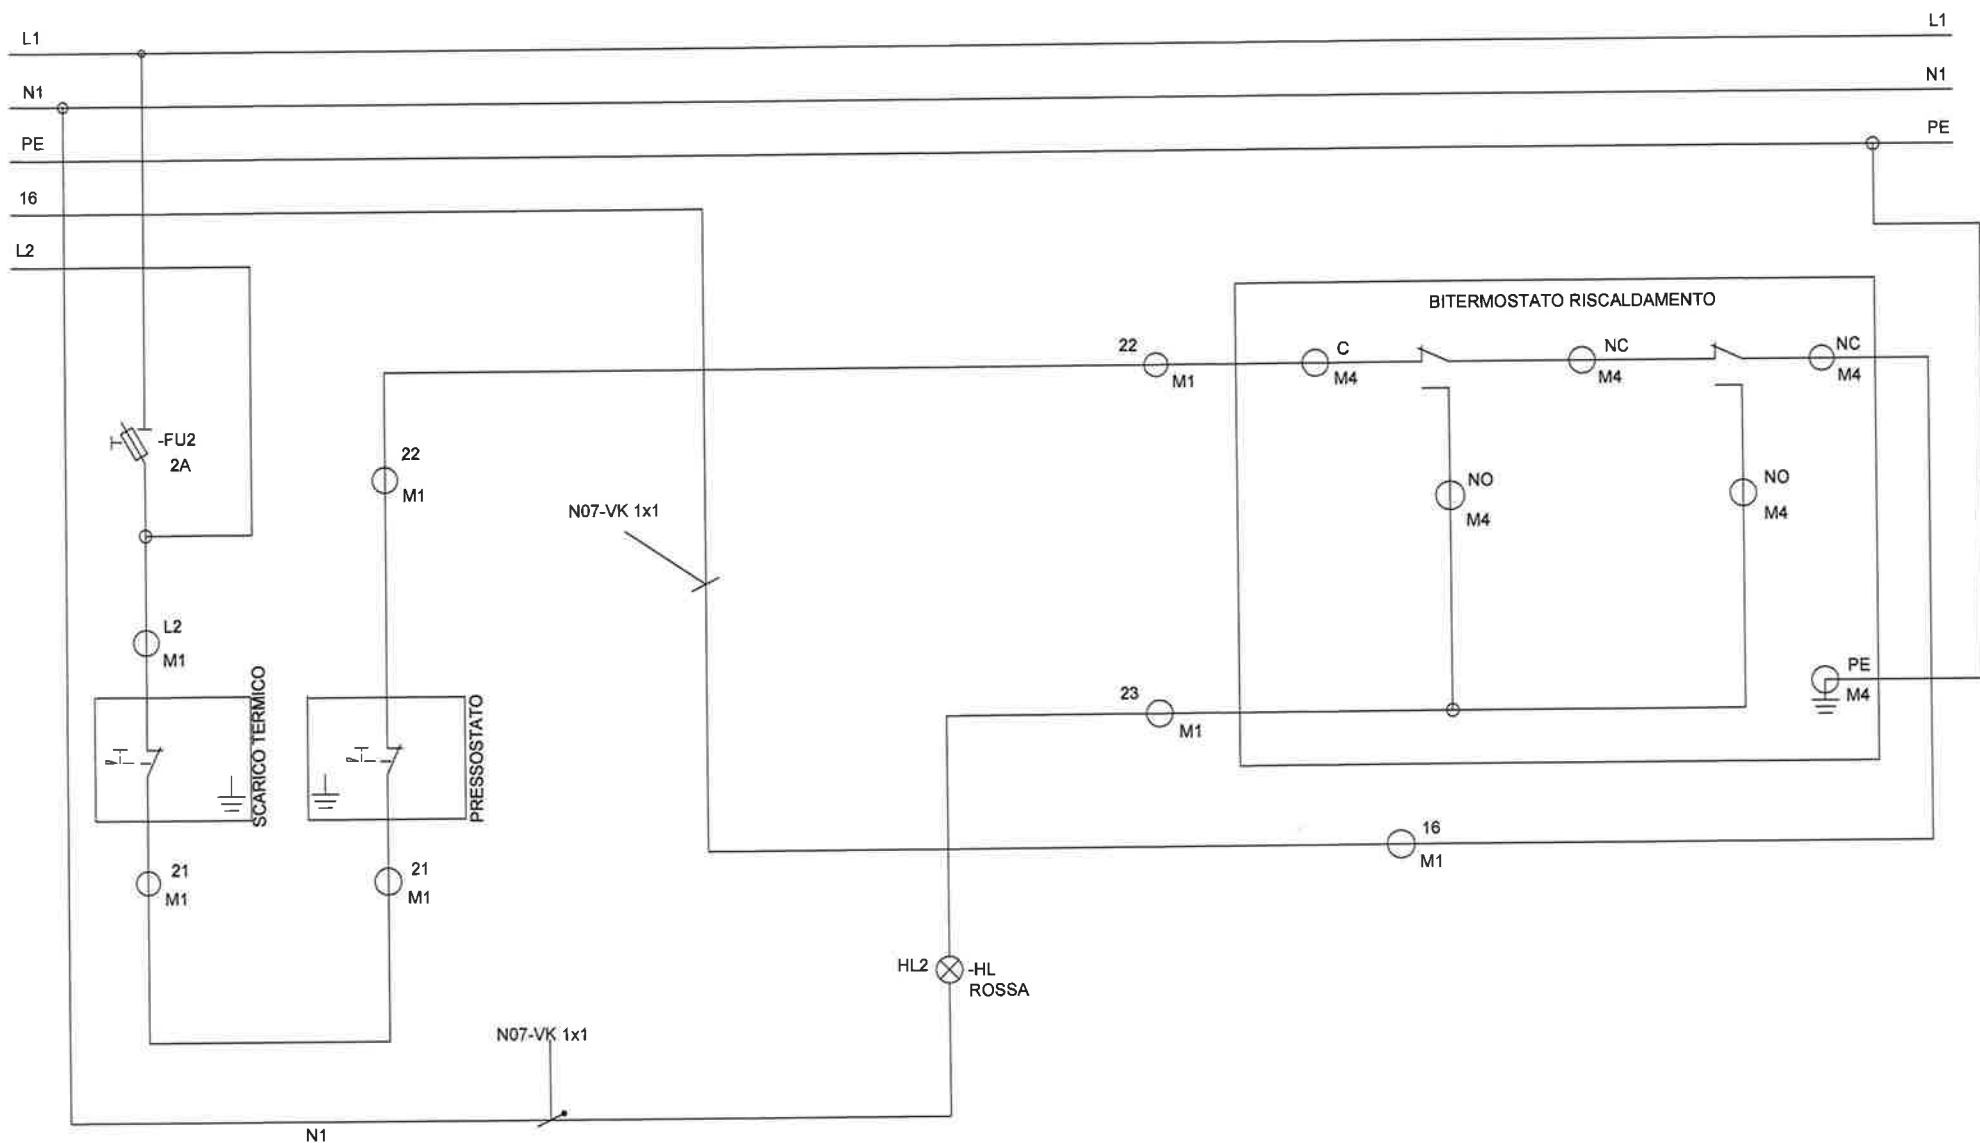 L1
L1
N1
N1
PE
PE
16
L2
BITERMOSTATO RISCALDAMENTO
22
M1
C
M4
NC
M4
NC
M4
-FU2
2A
22
M1
N07-VK 1x1
NO
M4
NO
M4
L2
M1
SCARICO TERMICO
PRESSOSTATO
23
M1
PE
M4
21
M1
21
M1
16
M1
HL2
-HL
ROSSA
N07-VK 1x1
N1